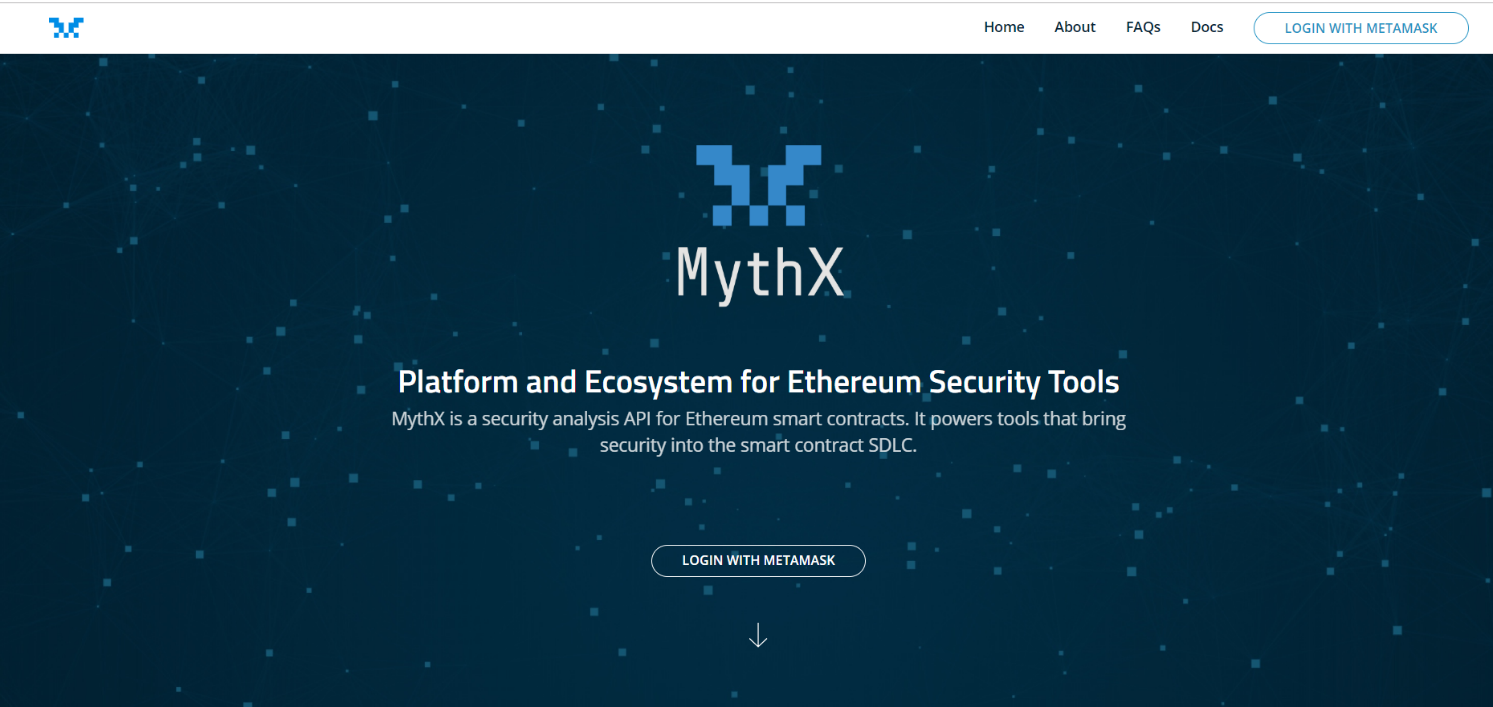 Home About FAQs Docs LOGIN WITH METAMASK
MythX
Platform and Ecosystem for Ethereum Security Tools
MythX is a security analysis API for Ethereum smart contracts. It powers tools that bring
security into the smart contract SDLC.
LOGIN WITH METAMASK